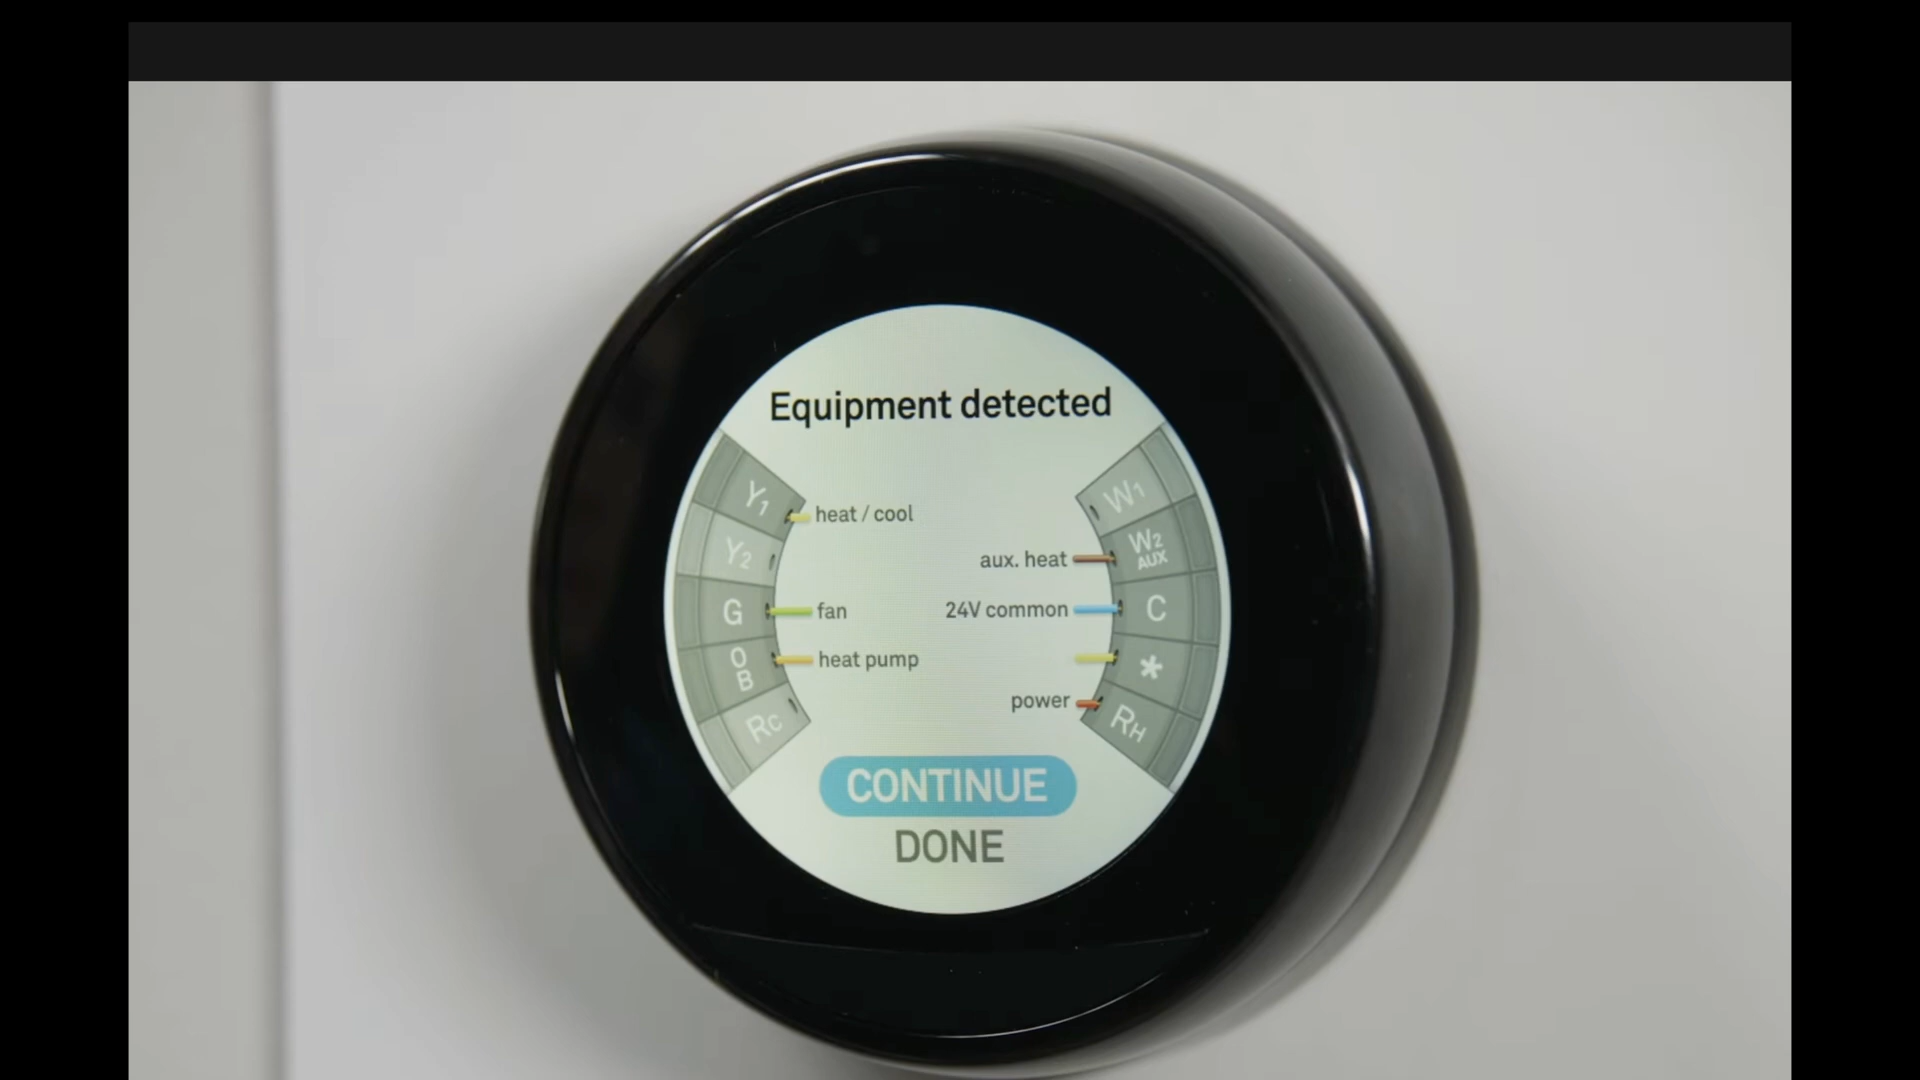 Equipment detected
Y1
heat / cool
W1
Y2
aux. heat
W2
AUX
G
fan
24V common
C
O
B
heat pump
*
Rc
power
RH
CONTINUE
DONE